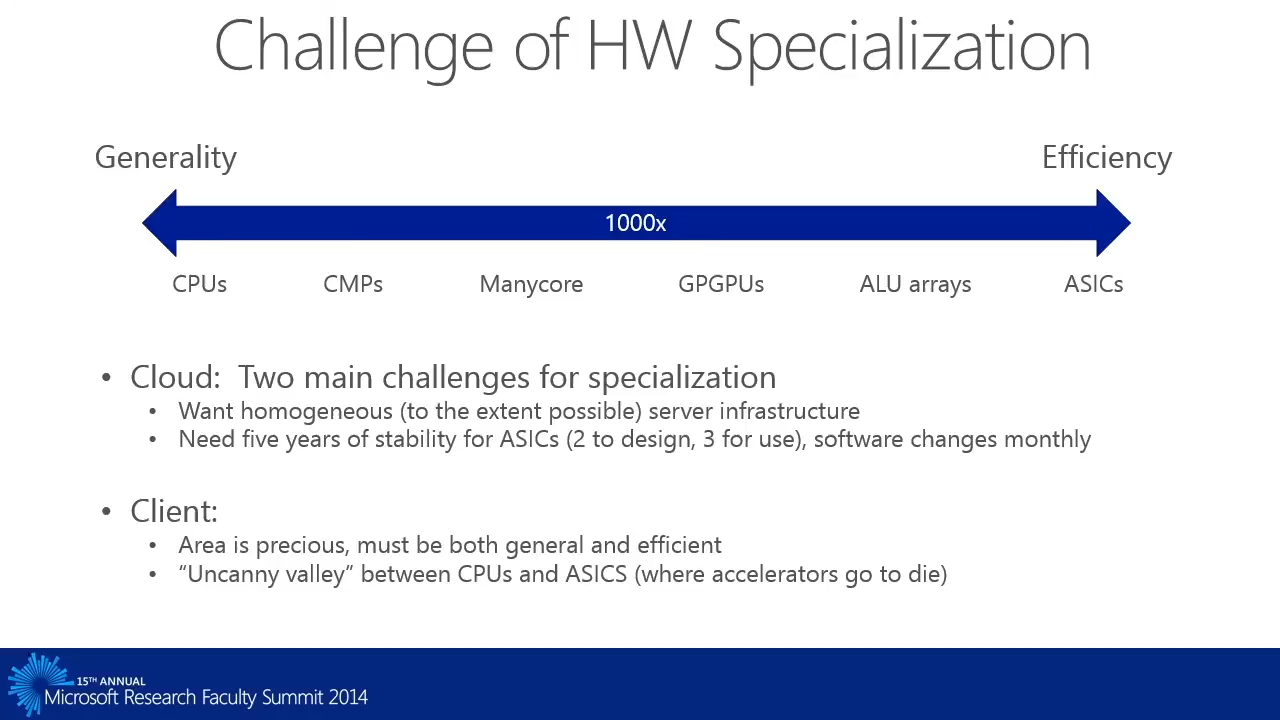 Challenge of HW Specialization
Generality
Efficiency
1000x
CPUs CMPs Manycore GPGPUs ALU arrays ASICs
• Cloud: Two main challenges for specialization
• Want homogeneous (to the extent possible) server infrastructure
• Need five years of stability for ASICs (2 to design, 3 for use), software changes monthly
• Client:
• Area is precious, must be both general and efficient
• “Uncanny valley” between CPUs and ASICS (where accelerators go to die)
15TH ANNUAL
Microsoft Research Faculty Summit 2014